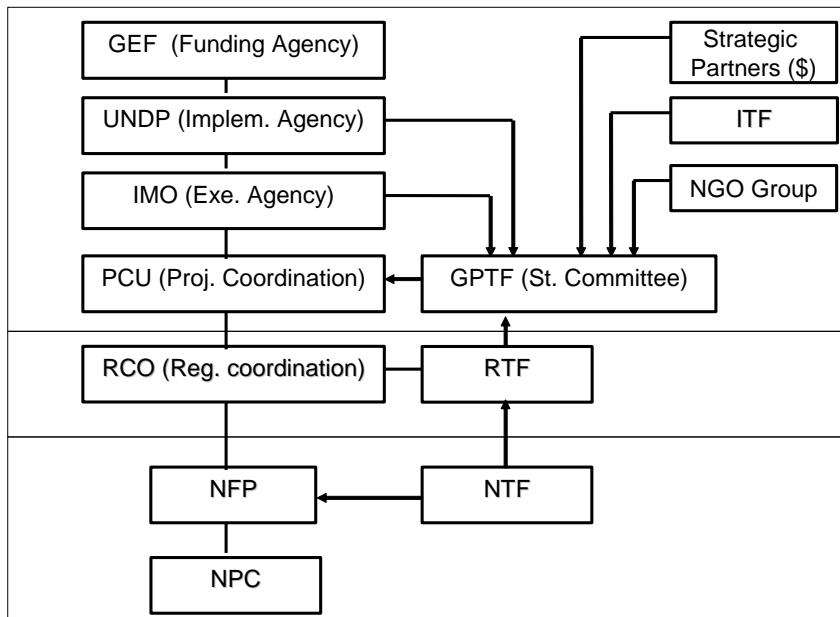 GEF (Funding Agency)
Strategic
Partners ($)
UNDP (Implem. Agency)
ITF
IMO (Exe. Agency)
NGO Group
PCU (Proj. Coordination)
GPTF (St. Committee)
RCO (Reg. coordination)
RTF
NFP
NTF
NPC